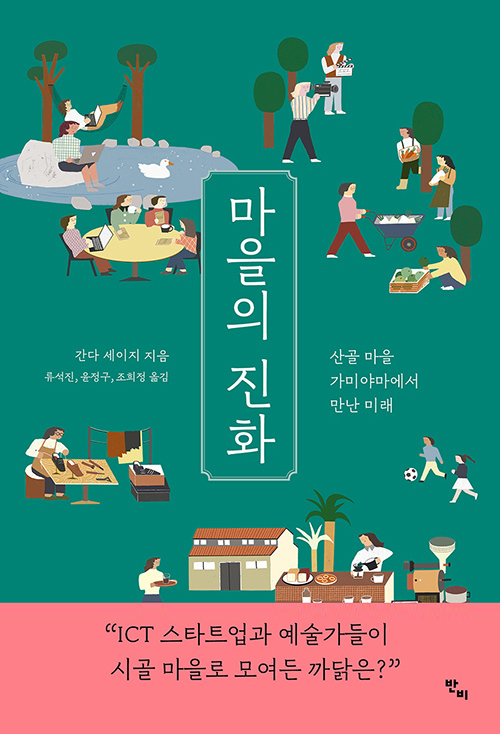 마을의 진화
간다 세이지 지음
류석진, 윤정구, 조희정 옮김
산골 마을
가미야마에서
만난 미래
“ICT 스타트업과 예술가들이
시골 마을로 모여든 까닭은?”
반비